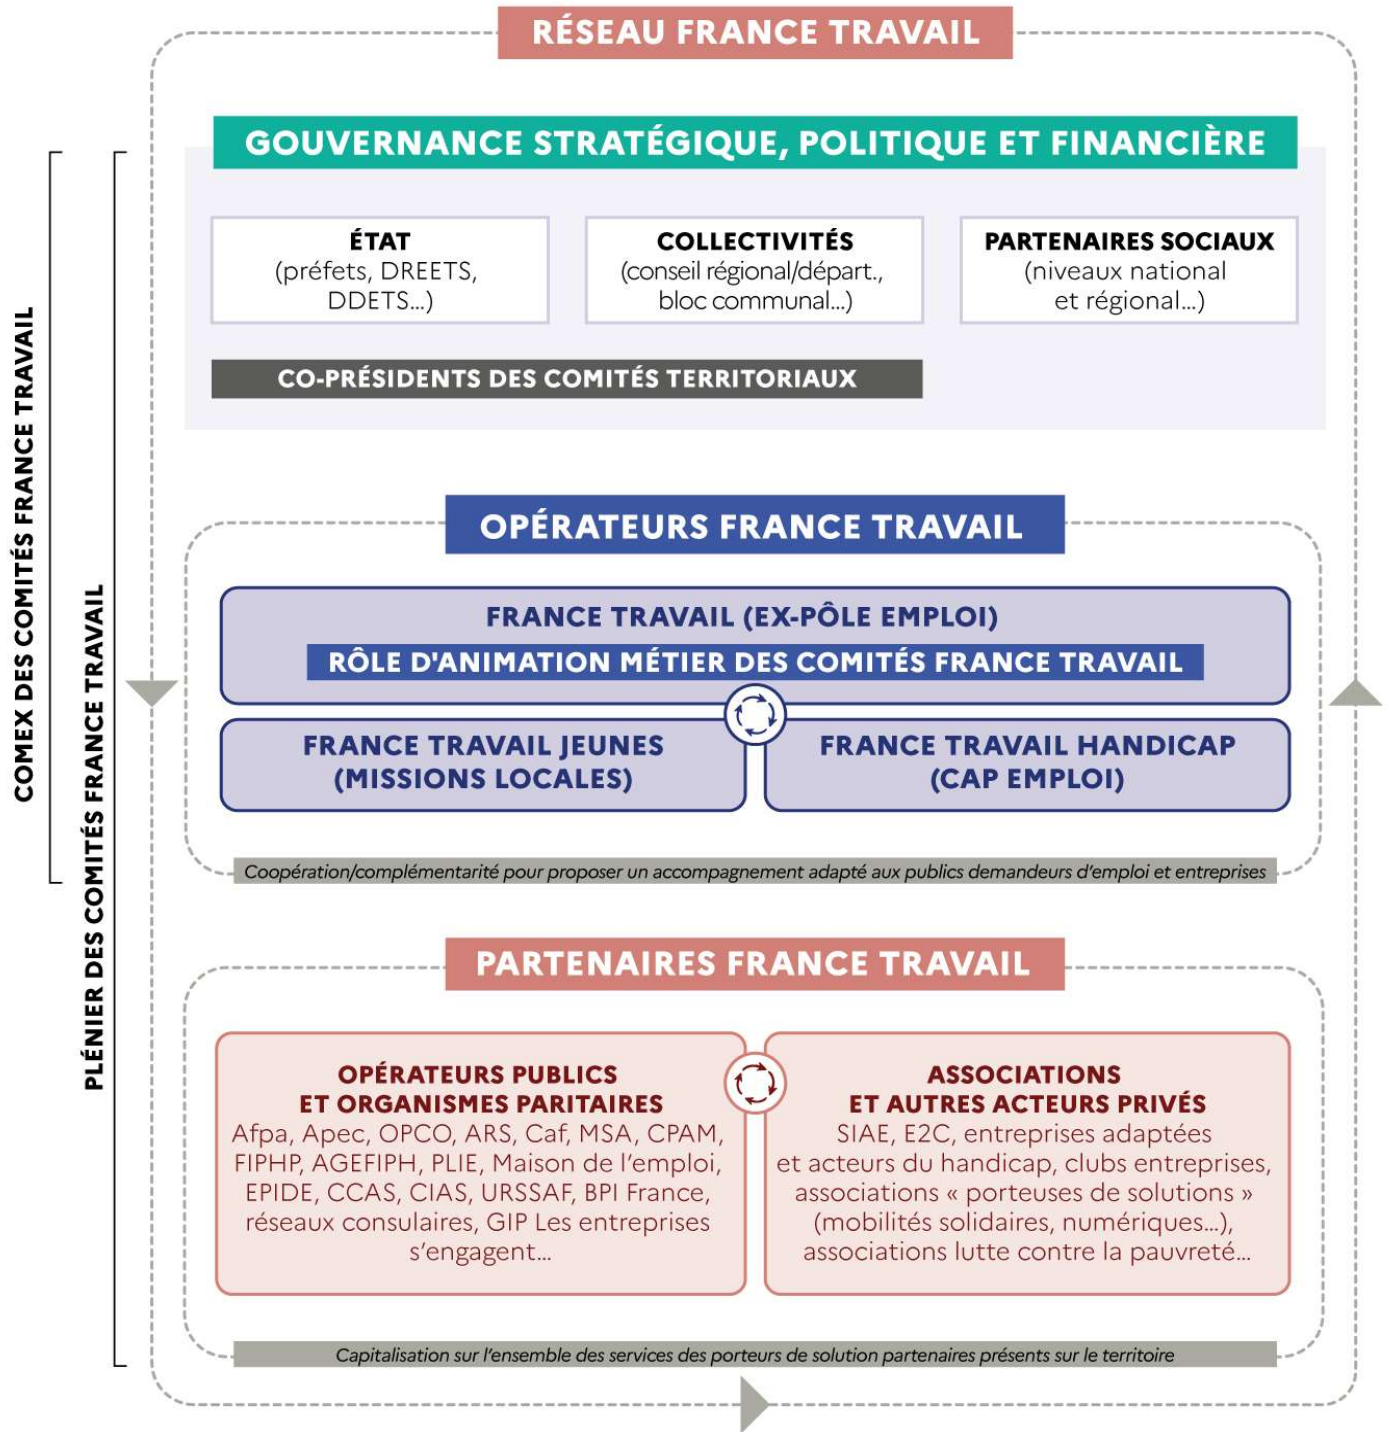 RÉSEAU FRANCE TRAVAIL
GOUVERNANCE STRATÉGIQUE, POLITIQUE ET FINANCIÈRE
ÉTAT
(préfets, DREETS,
DDETS...)
COLLECTIVITÉS
(conseil régional/départ.,
bloc communal...)
PARTENAIRES SOCIAUX
(niveaux national
et régional...)
CO-PRÉSIDENTS DES COMITÉS TERRITORIAUX
COMEX DES COMITÉS FRANCE TRAVAIL
PLÉNIER DES COMITÉS FRANCE TRAVAIL
OPÉRATEURS FRANCE TRAVAIL
FRANCE TRAVAIL (EX-PÔLE EMPLOI)
RÔLE D'ANIMATION MÉTIER DES COMITÉS FRANCE TRAVAIL
FRANCE TRAVAIL JEUNES
(MISSIONS LOCALES)
FRANCE TRAVAIL HANDICAP
(CAP EMPLOI)
Coopération/complémentarité pour proposer un accompagnement adapté aux publics demandeurs d'emploi et entreprises
PARTENAIRES FRANCE TRAVAIL
OPÉRATEURS PUBLICS
ET ORGANISMES PARITAIRES
Afpa, Apec, OPCO, ARS, Caf, MSA, CPAM,
FIPHP, AGEFIPH, PLIE, Maison de l'emploi,
EPIDE, CCAS, CIAS, URSSAF, BPI France,
réseaux consulaires, GIP Les entreprises
s'engagent...
ASSOCIATIONS
ET AUTRES ACTEURS PRIVÉS
SIAE, E2C, entreprises adaptées
et acteurs du handicap, clubs entreprises,
associations « porteuses de solutions »
(mobilités solidaires, numériques...),
associations lutte contre la pauvreté...
Capitalisation sur l'ensemble des services des porteurs de solution partenaires présents sur le territoire